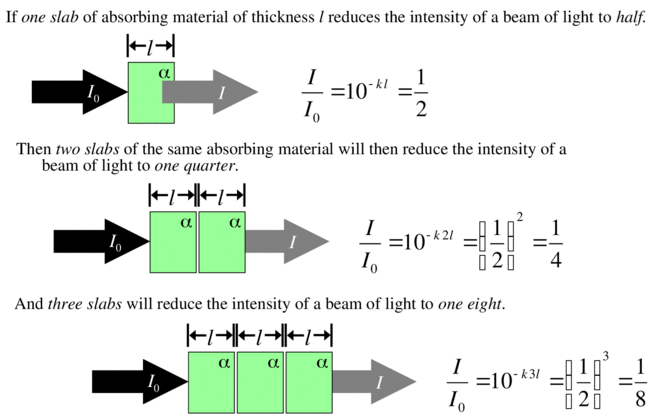 If one slab of absorbing material of thickness l reduces the intensity of a beam of light to half.
l
α
I₀ I
I/I₀ =10^-kl = 1/2
Then two slabs of the same absorbing material will then reduce the intensity of a
beam of light to one quarter.
l l
α α
I₀ I
I/I₀ =10^-k2l =▯1/2▯^2 = 1/4
And three slabs will reduce the intensity of a beam of light to one eight.
l l l
α α α
I₀ I
I/I₀ =10^-k3l =▯1/2▯^3 = 1/8